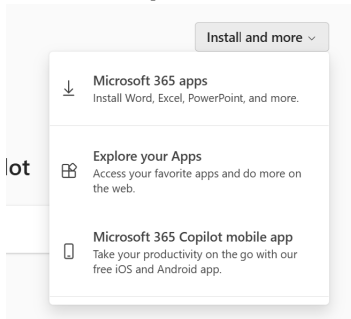 Install and more
Microsoft 365 apps
Install Word, Excel, PowerPoint, and more.
Explore your Apps
Access your favorite apps and do more on
the web.
lot
Microsoft 365 Copilot mobile app
Take your productivity on the go with our
free iOS and Android app.